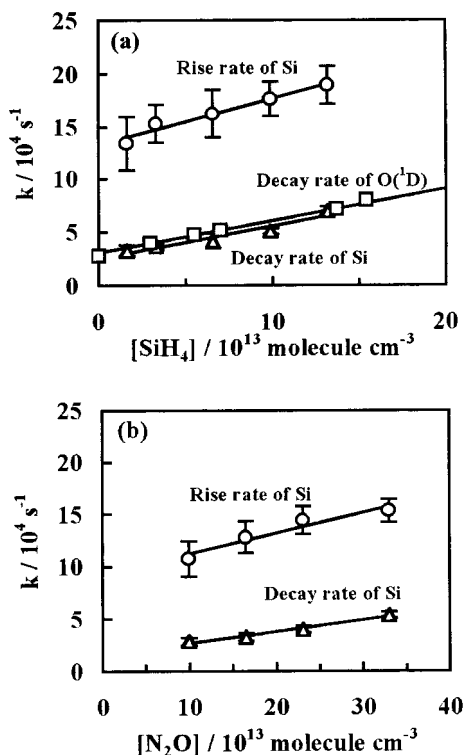 (a)
Rise rate of Si
Decay rate of O(¹D)
Decay rate of Si
k / 10⁴ s⁻¹
25
20
15
10
5
0
0 10 20
[SiH₄] / 10¹³ molecule cm⁻³
(b)
Rise rate of Si
Decay rate of Si
k / 10⁴ s⁻¹
25
20
15
10
5
0
0 10 20 30 40
[N₂O] / 10¹³ molecule cm⁻³